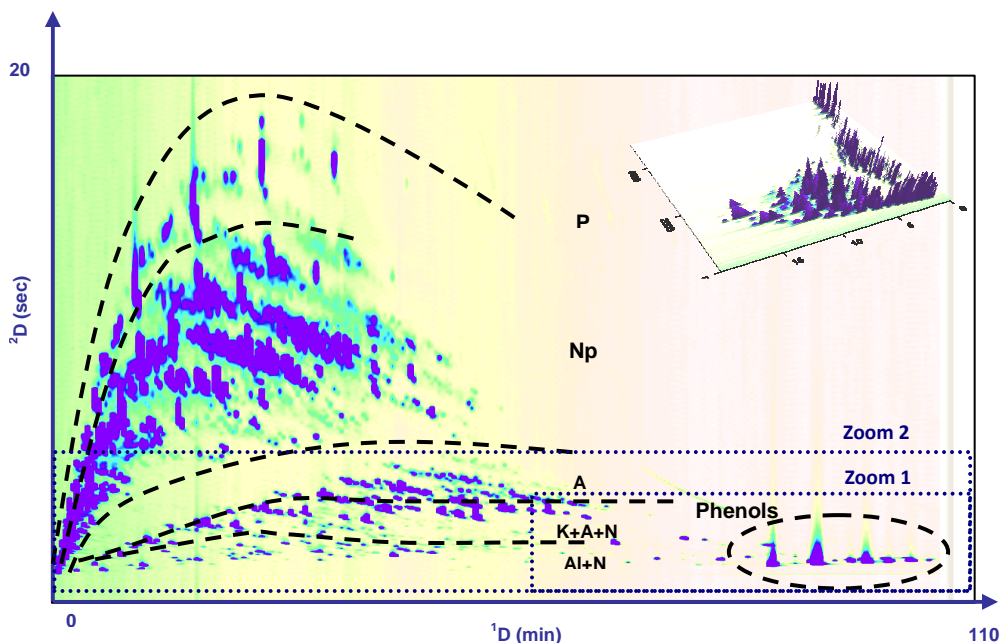 20
P
Np
Zoom 2
Zoom 1
A
Phenols
K+A+N
Al+N
²D (sec)
0
¹D (min)
110